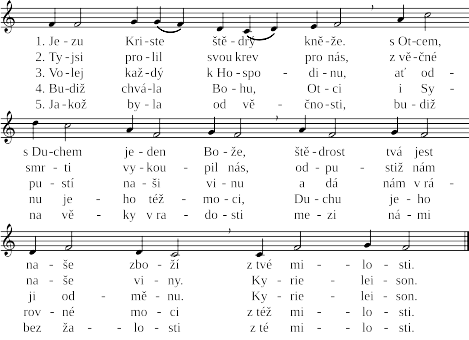 1. Je - zu Kri - ste ště - drý kně - že. s Ot - cem,
2. Ty - jsi pro - lil svou krev pro nás, z vě - čné
3. Vo - lej kaž - dý k Ho - spo - di - nu, ať od -
4. Bu - diž chvá - la Bo - hu, Ot - ci i Sy -
5. Ja - kož by - la od vě - čno - sti, bu - diž
s Du - chem je - den Bo - že, ště - drost tvá jest
smr - ti vy - kou - pil nás, od - pu - stiž nám
pu - stí na - ši vi - nu a dá nám v rá -
nu je - ho též - mo - ci, Du - chu je - ho
na vě - ky v ra - do - sti me - zi ná - mi
na - še zbo - ží z tvé mi - lo - sti.
na - še vi - ny. Ky - rie - lei - son.
ji od - mě - nu. Ky - rie - lei - son.
rov - né mo - ci z též mi - lo - sti.
bez ža - lo - sti z té mi - lo - sti.